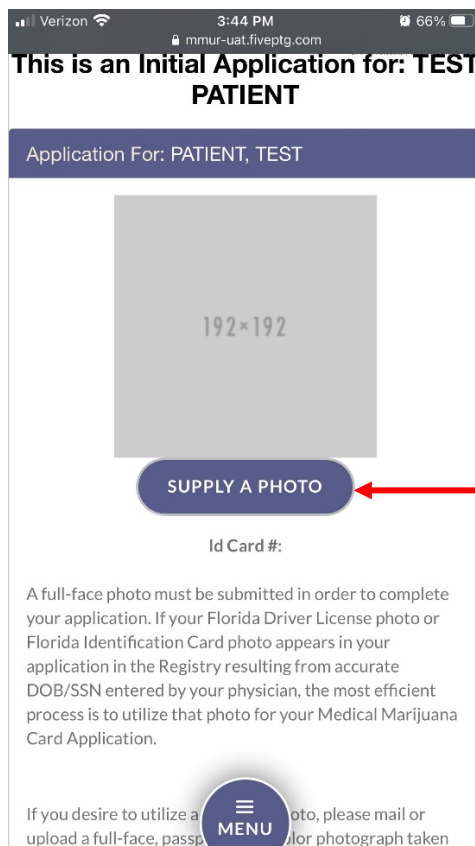 Verizon 3:44 PM 66%
mmur-uat.fiveptg.com
This is an Initial Application for: TEST
PATIENT
Application For: PATIENT, TEST
192×192
SUPPLY A PHOTO
Id Card #:
A full-face photo must be submitted in order to complete
your application. If your Florida Driver License photo or
Florida Identification Card photo appears in your
application in the Registry resulting from accurate
DOB/SSN entered by your physician, the most efficient
process is to utilize that photo for your Medical Marijuana
Card Application.
If you desire to utilize a oto, please mail or
MENU
upload a full-face, passp lor photograph taken